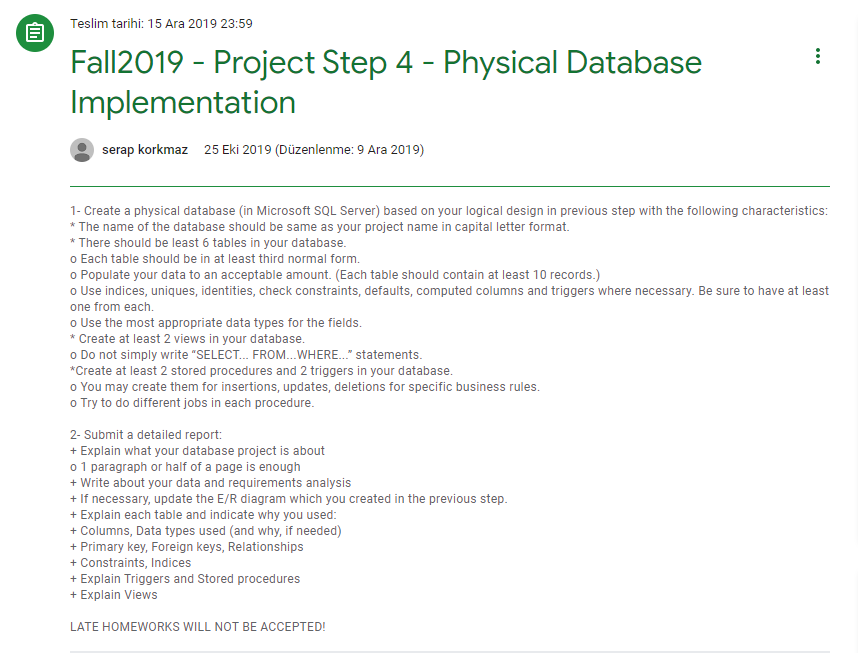 Teslim tarihi: 15 Ara 2019 23:59
Fall2019 - Project Step 4 - Physical Database
Implementation
serap korkmaz 25 Eki 2019 (Düzenlenme: 9 Ara 2019)
1- Create a physical database (in Microsoft SQL Server) based on your logical design in previous step with the following characteristics:
* The name of the database should be same as your project name in capital letter format.
* There should be least 6 tables in your database.
o Each table should be in at least third normal form.
o Populate your data to an acceptable amount. (Each table should contain at least 10 records.)
o Use indices, uniques, identities, check constraints, defaults, computed columns and triggers where necessary. Be sure to have at least
one from each.
o Use the most appropriate data types for the fields.
* Create at least 2 views in your database.
o Do not simply write “SELECT... FROM...WHERE...” statements.
*Create at least 2 stored procedures and 2 triggers in your database.
o You may create them for insertions, updates, deletions for specific business rules.
o Try to do different jobs in each procedure.
2- Submit a detailed report:
+ Explain what your database project is about
o 1 paragraph or half of a page is enough
+ Write about your data and requirements analysis
+ If necessary, update the E/R diagram which you created in the previous step.
+ Explain each table and indicate why you used:
+ Columns, Data types used (and why, if needed)
+ Primary key, Foreign keys, Relationships
+ Constraints, Indices
+ Explain Triggers and Stored procedures
+ Explain Views
LATE HOMEWORKS WILL NOT BE ACCEPTED!